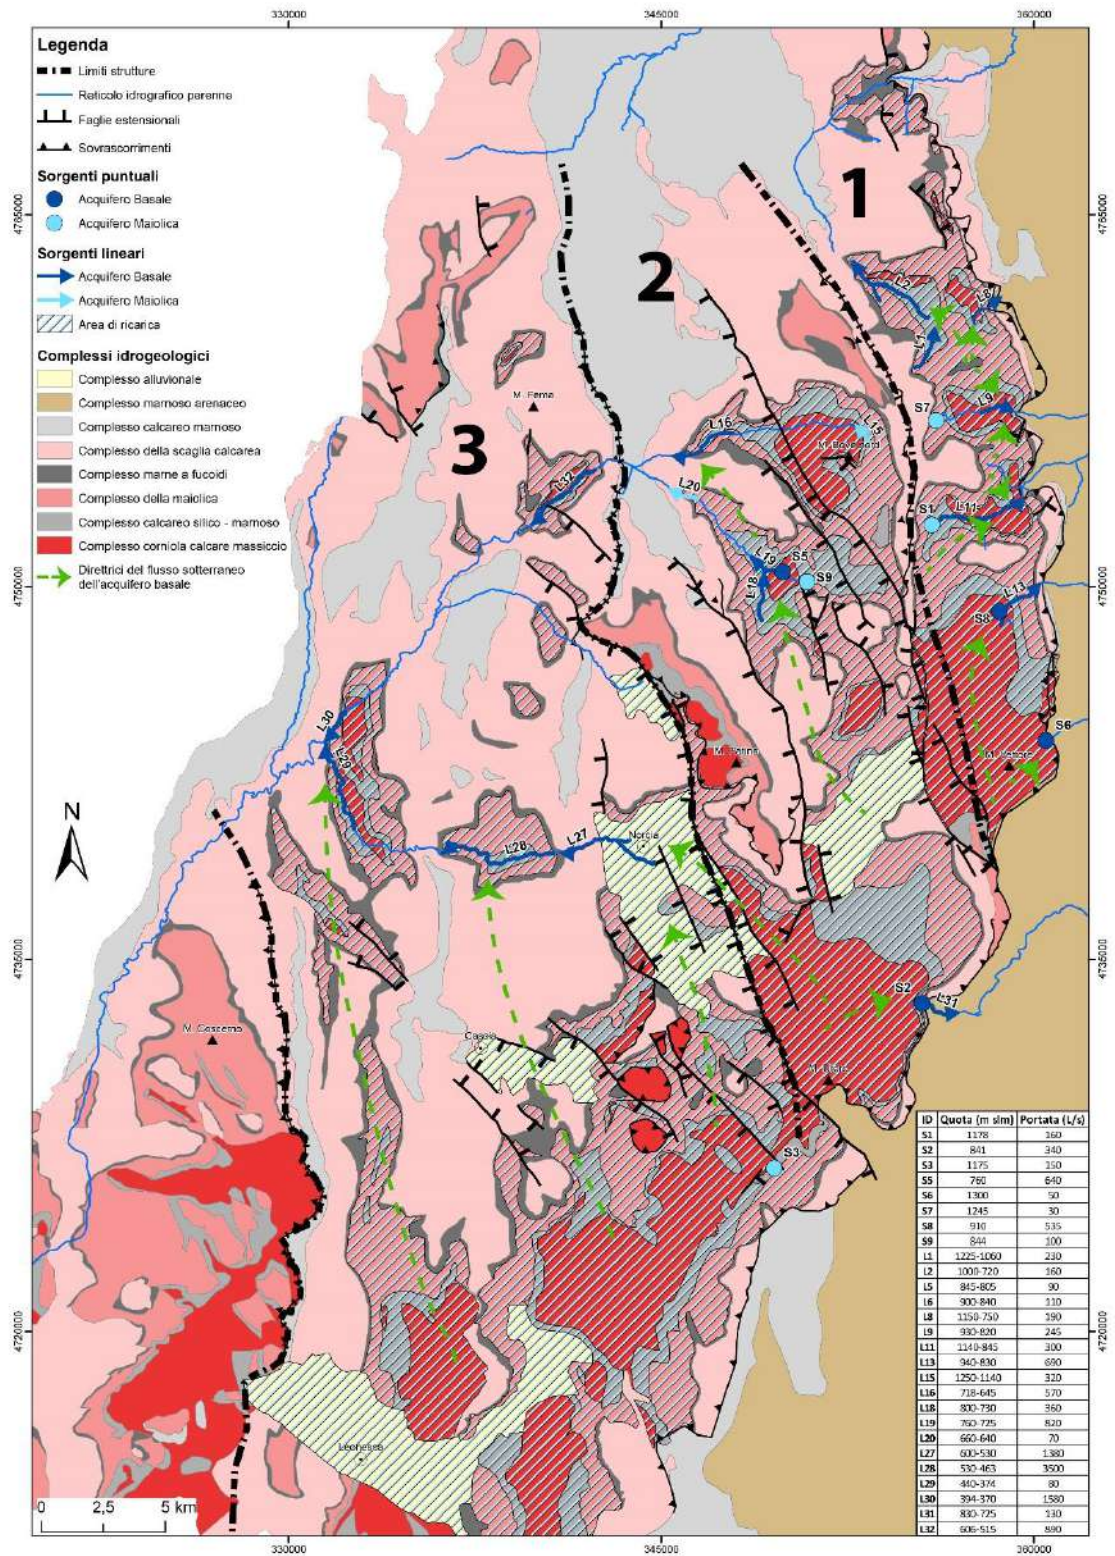 330000
345000
360000
Legenda
Limiti strutture
Reticolo idrografico perenne
Faglie estensionali
Sovrascorrimenti
Sorgenti puntuali
Acquifero Basale
Acquifero Maiolica
Sorgenti lineari
Acquifero Basale
Acquifero Maiolica
Area di ricarica
Complessi idrogeologici
Complesso alluvionale
Complesso marnoso arenaceo
Complesso calcareo marnoso
Complesso della scaglia calcarea
Complesso marne a fucoidi
Complesso della maiolica
Complesso calcareo silico - marnoso
Complesso corniola calcare massiccio
Direttrici del flusso sotterraneo
dell'acquifero basale
4765000
4765000
1
2
3
L2
L8
L1
L9
S7
L16
L32
L20
S1
L11
L19
S5
S9
L18
L13
S8
4750000
4750000
L30
L29
S6
Norcia
L27
L28
N
4735000
4735000
S2
L31
Cascia
S3
4720000
4720000
Leonessa
0 2,5 5 km
ID Quota (m slm) Portata (L/s)
S1 1178 160
S2 841 340
S3 1175 150
S5 760 640
S6 1300 50
S7 1245 30
S8 910 535
S9 844 100
L1 1225-1060 230
L2 1000-720 160
L5 845-805 90
L6 900-840 110
L8 1150-750 190
L9 930-820 245
L11 1140-845 300
L13 940-830 690
L15 1250-1140 320
L16 718-645 570
L18 800-730 360
L19 760-725 820
L20 660-640 70
L27 600-530 1380
L28 530-463 3500
L29 440-374 80
L30 394-370 1580
L31 830-725 130
L32 606-515 890
330000
345000
360000